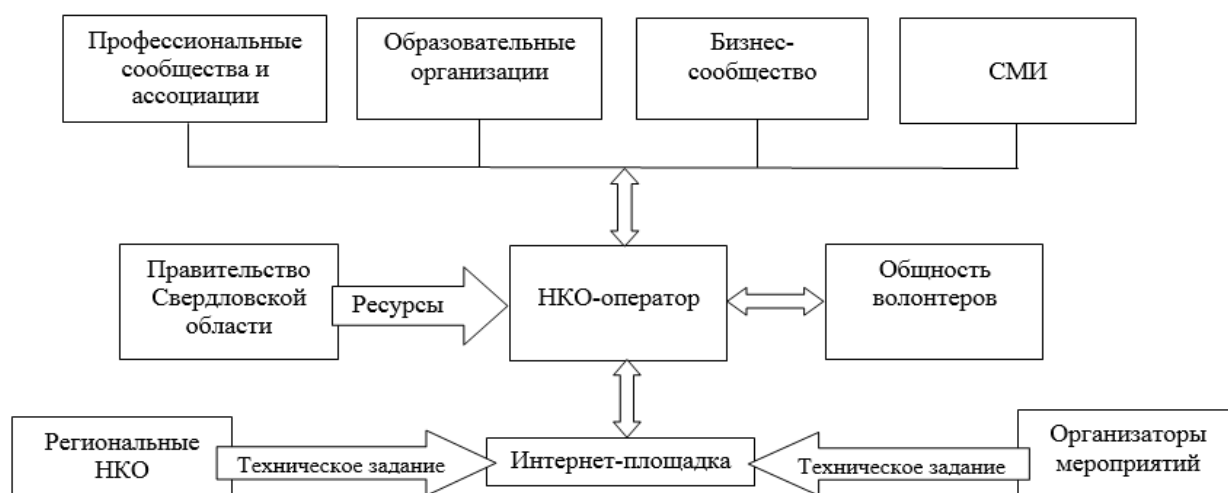 Профессиональные
сообщества и
ассоциации
Образовательные
организации
Бизнес-
сообщество
СМИ
Правительство
Свердловской
области
Ресурсы
НКО-оператор
Общность
волонтеров
Региональные
НКО
Техническое задание
Интернет-площадка
Техническое задание
Организаторы
мероприятий